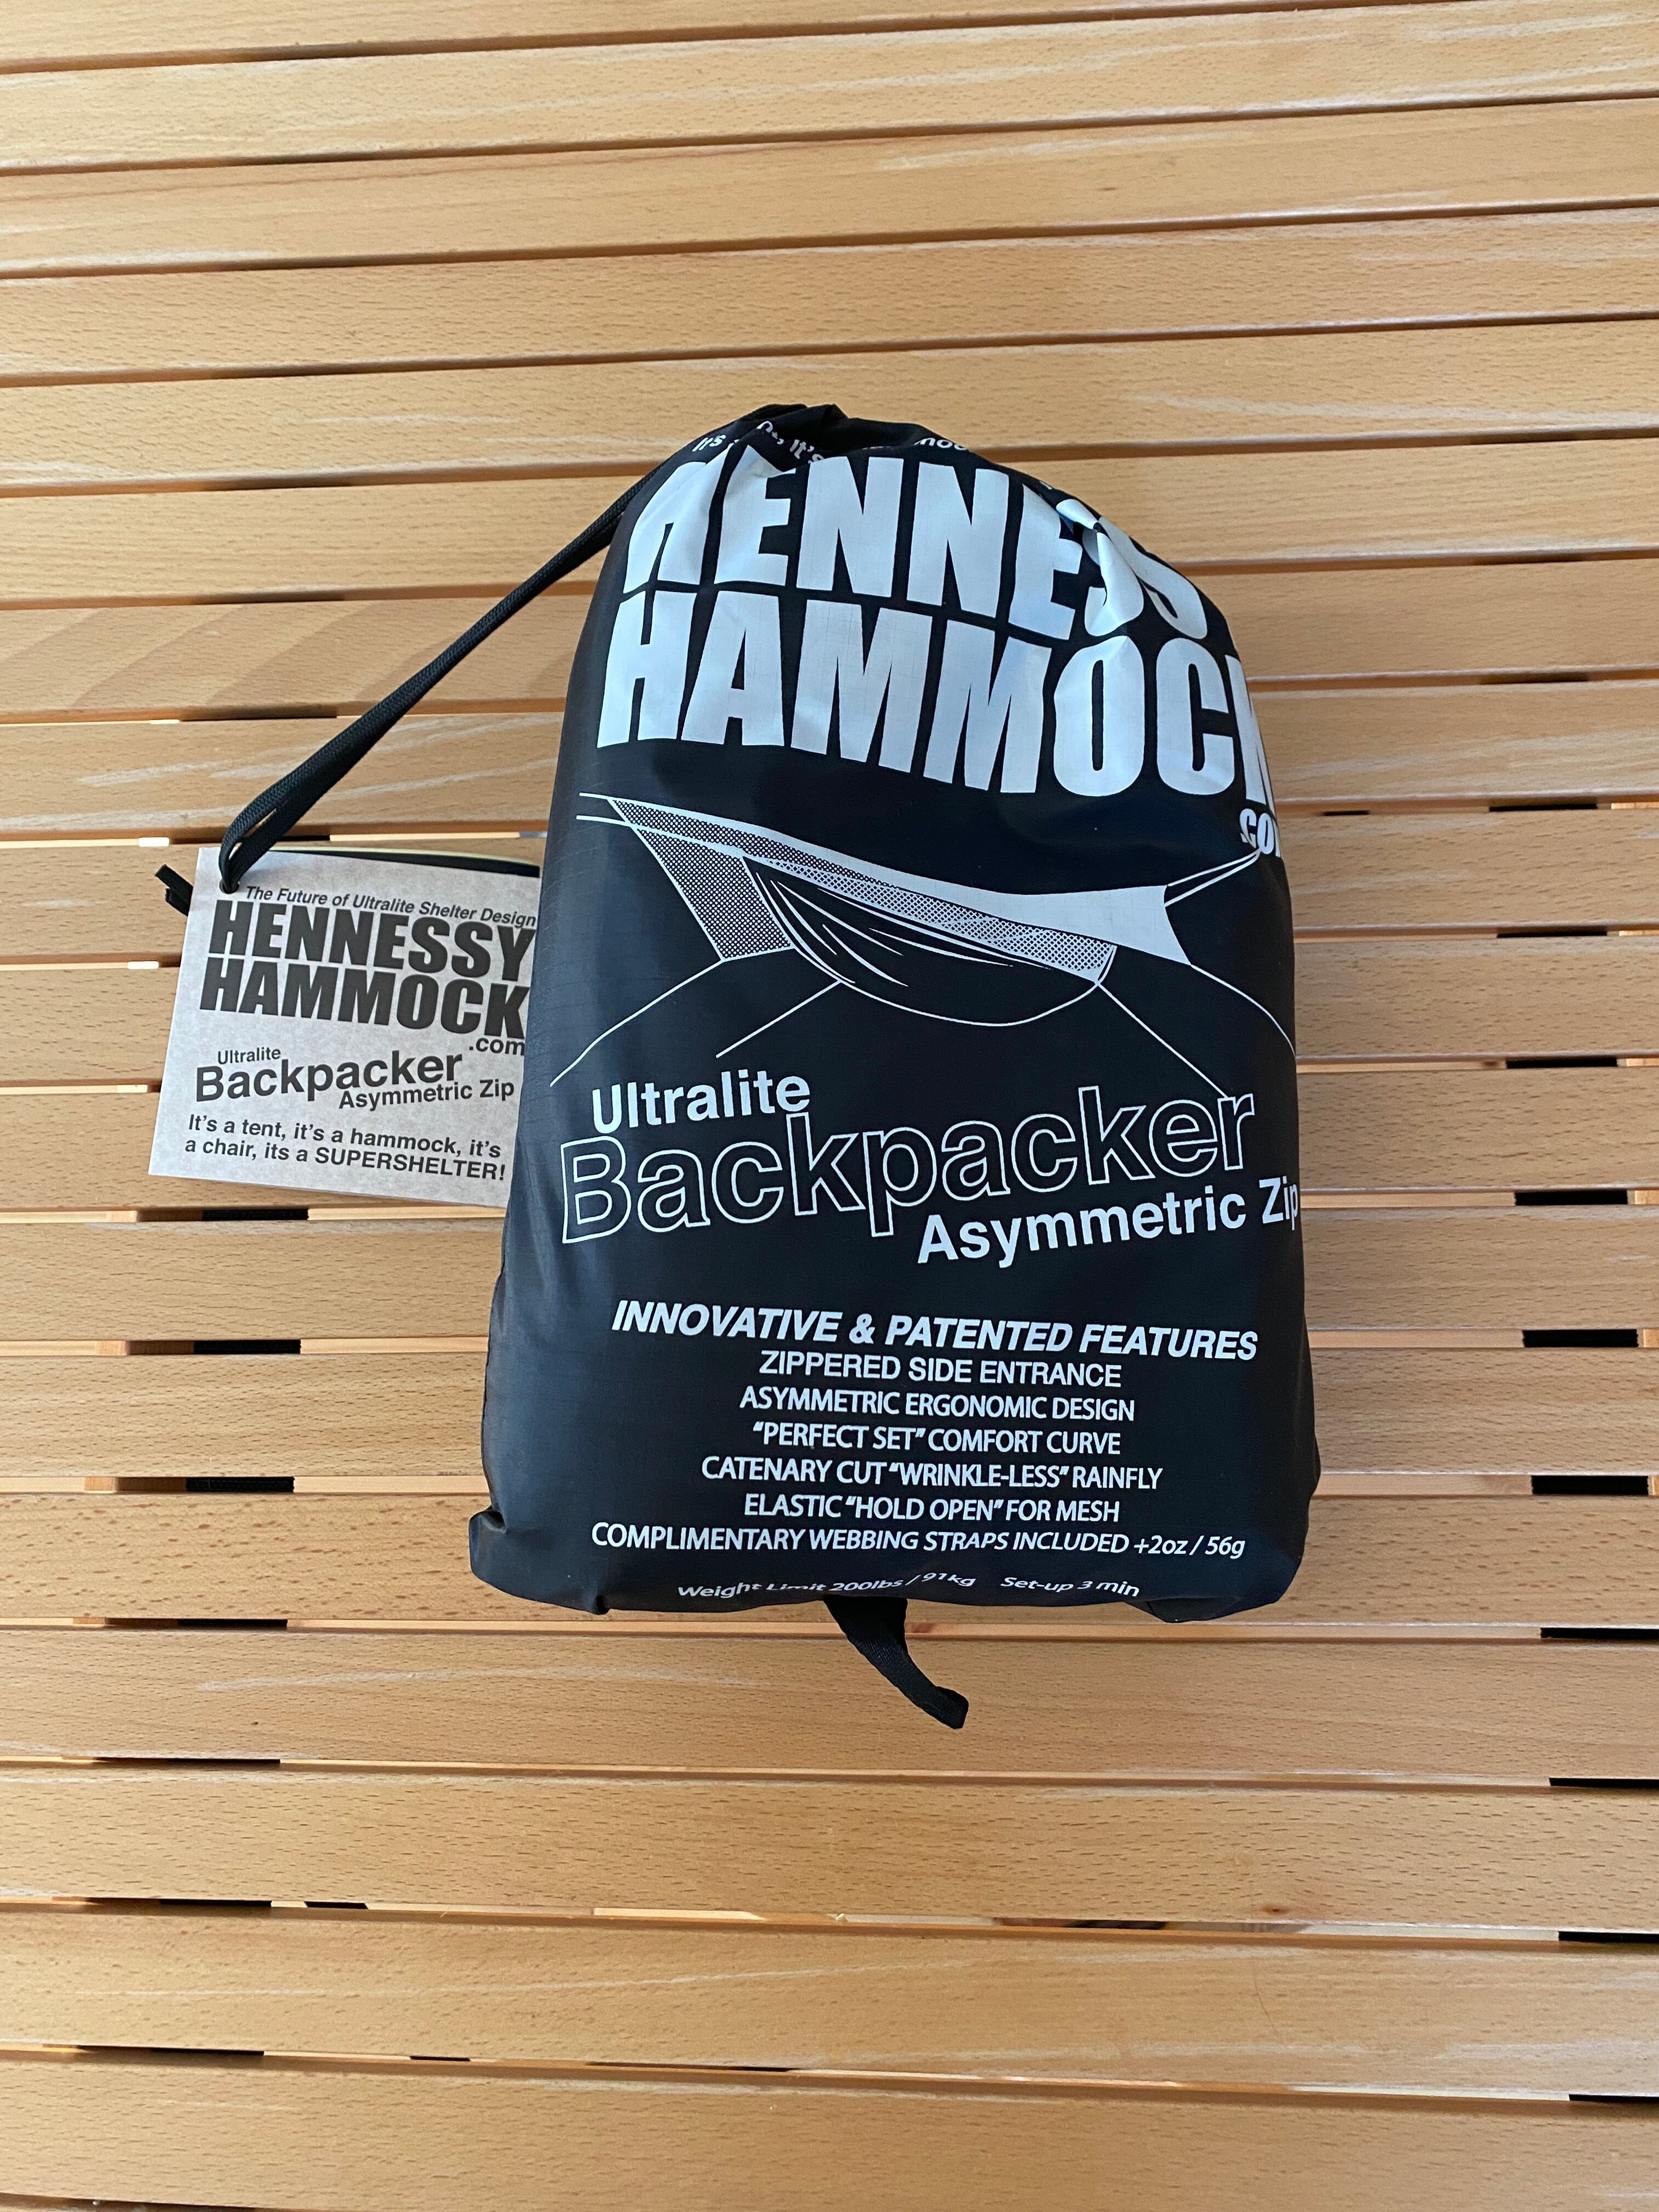 HENNESS
HAMMOCK
.CO
Ultralite
Backpacker
Asymmetric Zip
INNOVATIVE & PATENTED FEATURES
ZIPPERED SIDE ENTRANCE
ASYMMETRIC ERGONOMIC DESIGN
“PERFECT SET” COMFORT CURVE
CATENARY CUT “WRINKLE-LESS” RAINFLY
ELASTIC “HOLD OPEN” FOR MESH
COMPLIMENTARY WEBBING STRAPS INCLUDED +2oz / 56g
Weight Limit 200lbs / 91kg Set-up 3 min
The Future of Ultralite Shelter Design
HENNESSY
HAMMOCK
.com
Ultralite
Backpacker
Asymmetric Zip
It's a tent, it's a hammock, it's
a chair, its a SUPERSHELTER!